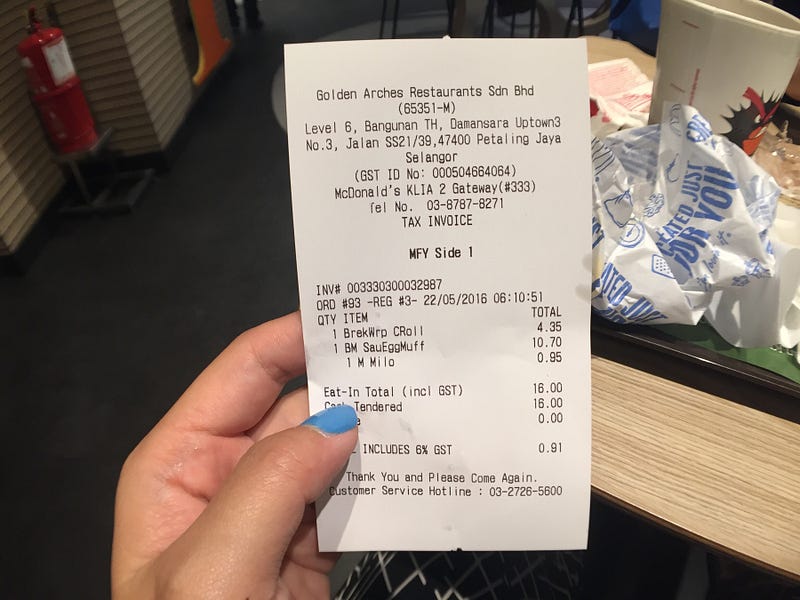 Golden Arches Restaurants Sdn Bhd
(65351-M)
Level 6, Bangunan TH, Damansara Uptown3
No.3, Jalan SS21/39,47400 Petaling Jaya
Selangor
(GST ID No: 000504664064)
McDonald's KLIA 2 Gateway(#333)
Tel No. 03-8787-8271
TAX INVOICE
MFY Side 1
INV# 003330300032987
ORD #93 -REG #3- 22/05/2016 06:10:51
QTY ITEM TOTAL
1 BrekWrp CRoll 4.35
1 BM SauEggMuff 10.70
1 M Milo 0.95
Eat-In Total (incl GST) 16.00
Tendered 16.00
0.00
INCLUDES 6% GST 0.91
Thank You and Please Come Again.
Customer Service Hotline : 03-2726-5600
CREATED JUST
FOR YOU